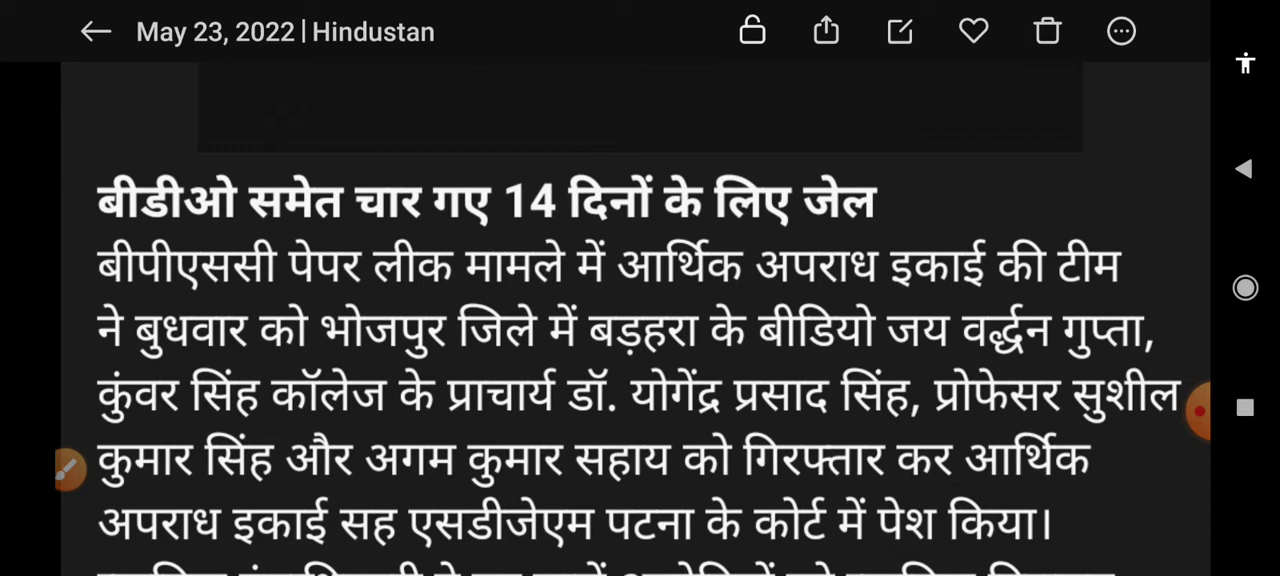 May 23, 2022 | Hindustan
बीडीओ समेत चार गए 14 दिनों के लिए जेल
बीपीएससी पेपर लीक मामले में आर्थिक अपराध इकाई की टीम
ने बुधवार को भोजपुर जिले में बड़हरा के बीडियो जय वर्द्धन गुप्ता,
कुंवर सिंह कॉलेज के प्राचार्य डॉ. योगेंद्र प्रसाद सिंह, प्रोफेसर सुशील
कुमार सिंह और अगम कुमार सहाय को गिरफ्तार कर आर्थिक
अपराध इकाई सह एसडीजेएम पटना के कोर्ट में पेश किया।